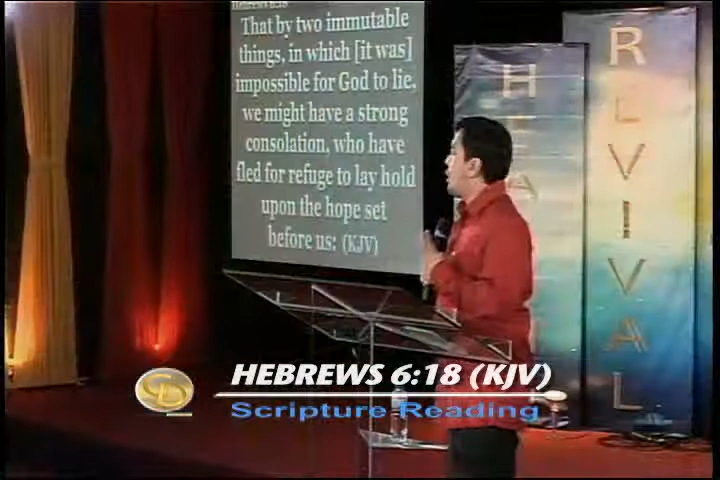 That by two immutable
things, in which [it was]
impossible for God to lie,
we might have a strong
consolation, who have
fled for refuge to lay hold
upon the hope set
before us: (KJV)
REVIVAL
HEBREWS 6:18 (KJV)
Scripture Reading